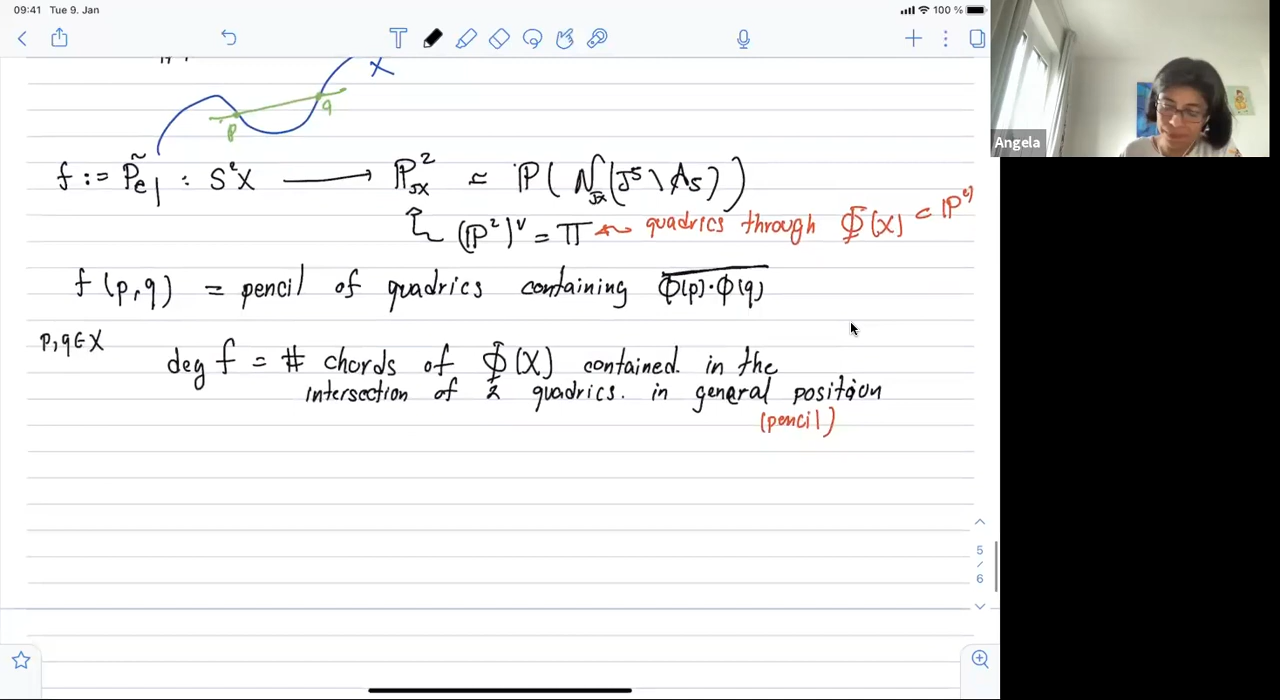 09:41 Tue 9. Jan
100 %
X
p q
f := P̃e| : S²X → ℙ²_JX ≃ ℙ( N_JX (J⁵ \ A₅) )
(ℙ²)^∨ = Π ← quadrics through Φ(X) ⊂ ℙ⁴
f(p,q) = pencil of quadrics containing Φ(p)·Φ(q)
p,q ∈ X
deg f = # chords of Φ(X) contained in the
intersection of 2 quadrics. in general position
(pencil)
5
/
6
Angela